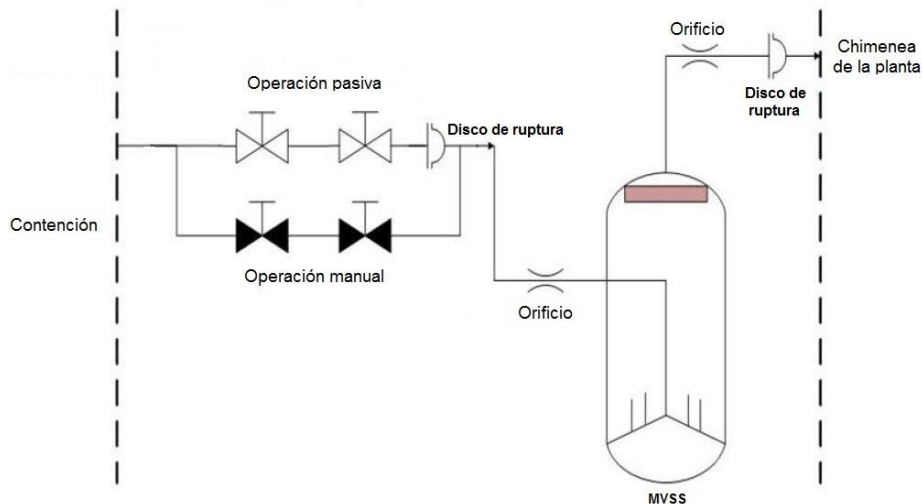 Orificio
Chimenea
de la planta
Operación pasiva
Disco de
ruptura
Disco de ruptura
Contención
Operación manual
Orificio
MVSS